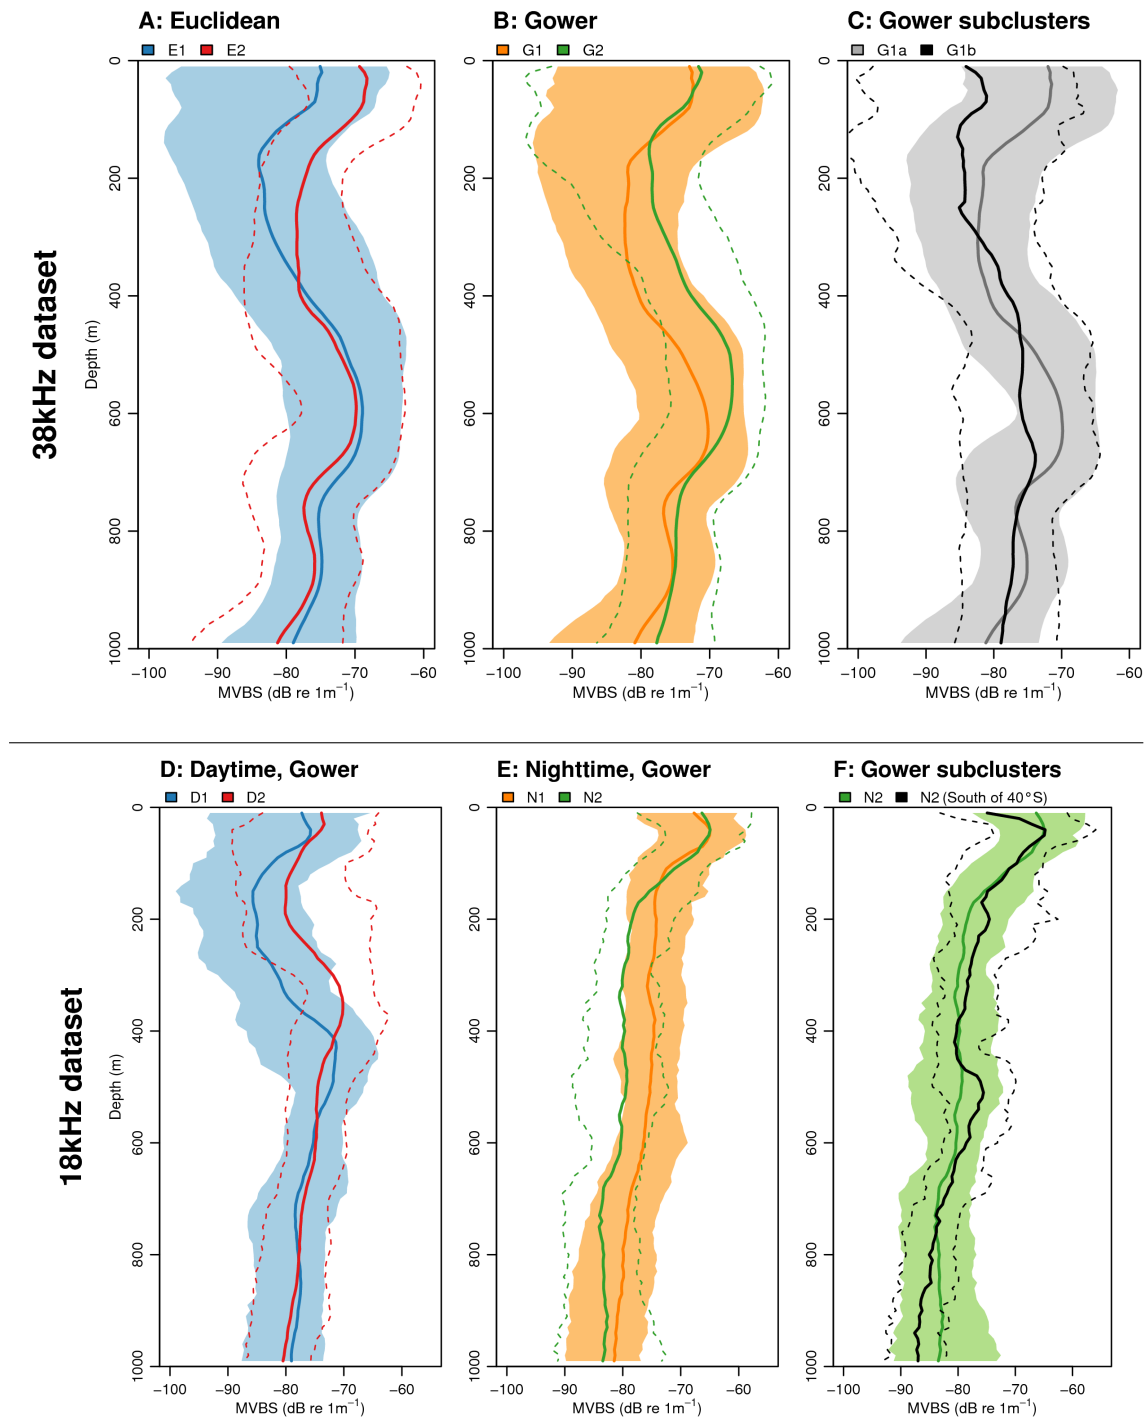 A: Euclidean
E1 E2
B: Gower
G1 G2
C: Gower subclusters
G1a G1b
38kHz dataset
Depth (m)
0
200
400
600
800
1000
−100 −90 −80 −70 −60
MVBS (dB re 1m−1)
0
200
400
600
800
1000
−100 −90 −80 −70 −60
MVBS (dB re 1m−1)
0
200
400
600
800
1000
−100 −90 −80 −70 −60
MVBS (dB re 1m−1)
D: Daytime, Gower
D1 D2
E: Nighttime, Gower
N1 N2
F: Gower subclusters
N2 N2 (South of 40°S)
18kHz dataset
Depth (m)
0
200
400
600
800
1000
−100 −90 −80 −70 −60
MVBS (dB re 1m−1)
0
200
400
600
800
1000
−100 −90 −80 −70 −60
MVBS (dB re 1m−1)
0
200
400
600
800
1000
−100 −90 −80 −70 −60
MVBS (dB re 1m−1)